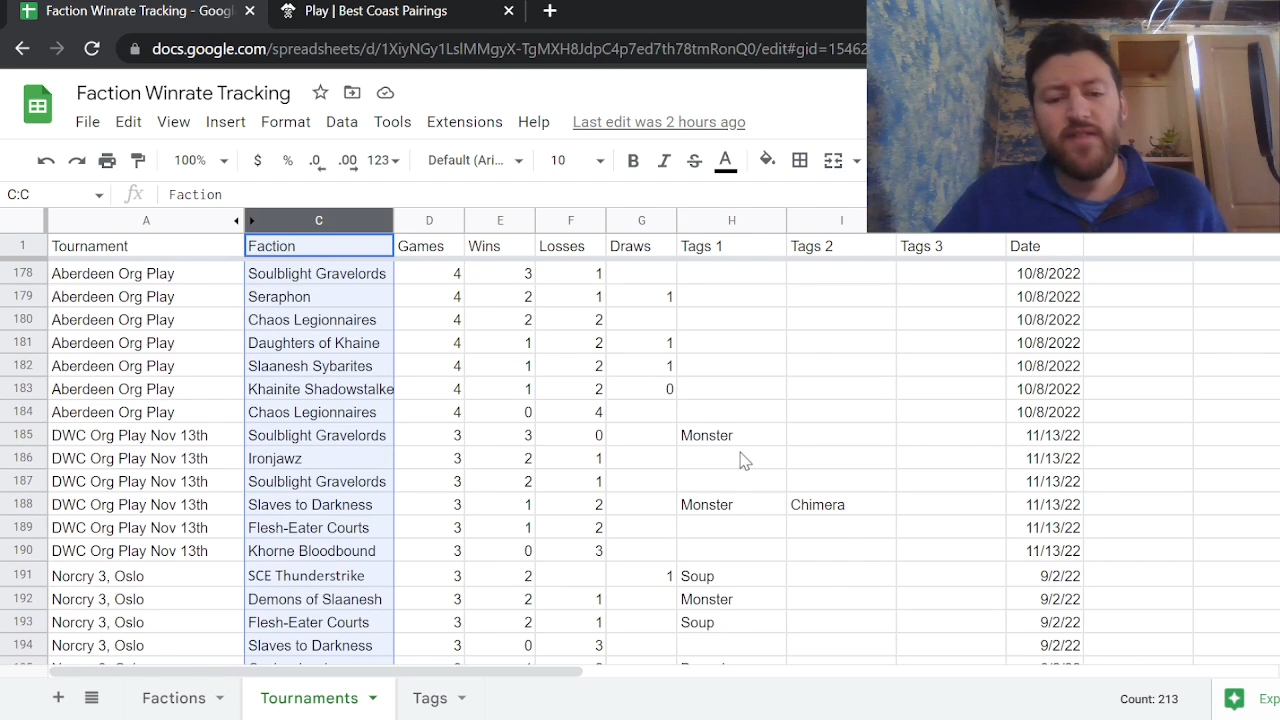 Faction Winrate Tracking - Googl
Play | Best Coast Pairings
docs.google.com/spreadsheets/d/1XiyNGy1LsIMMgyX-TgMXH8JdpC4p7ed7th78tmRonQ0/edit#gid=15462
Faction Winrate Tracking
File Edit View Insert Format Data Tools Extensions Help Last edit was 2 hours ago
100% $ % .0 .00 123 Default (Ari... 10 B I S A
C:C fx Faction
A C D E F G H I
1 Tournament Faction Games Wins Losses Draws Tags 1 Tags 2 Tags 3 Date
178 Aberdeen Org Play Soulblight Gravelords 4 3 1 10/8/2022
179 Aberdeen Org Play Seraphon 4 2 1 1 10/8/2022
180 Aberdeen Org Play Chaos Legionnaires 4 2 2 10/8/2022
181 Aberdeen Org Play Daughters of Khaine 4 1 2 1 10/8/2022
182 Aberdeen Org Play Slaanesh Sybarites 4 1 2 1 10/8/2022
183 Aberdeen Org Play Khainite Shadowstalke 4 1 2 0 10/8/2022
184 Aberdeen Org Play Chaos Legionnaires 4 0 4 10/8/2022
185 DWC Org Play Nov 13th Soulblight Gravelords 3 3 0 Monster 11/13/22
186 DWC Org Play Nov 13th Ironjawz 3 2 1 11/13/22
187 DWC Org Play Nov 13th Soulblight Gravelords 3 2 1 11/13/22
188 DWC Org Play Nov 13th Slaves to Darkness 3 1 2 Monster Chimera 11/13/22
189 DWC Org Play Nov 13th Flesh-Eater Courts 3 1 2 11/13/22
190 DWC Org Play Nov 13th Khorne Bloodbound 3 0 3 11/13/22
191 Norcry 3, Oslo SCE Thunderstrike 3 2 1 Soup 9/2/22
192 Norcry 3, Oslo Demons of Slaanesh 3 2 1 Monster 9/2/22
193 Norcry 3, Oslo Flesh-Eater Courts 3 2 1 Soup 9/2/22
194 Norcry 3, Oslo Slaves to Darkness 3 0 3 9/2/22
Factions Tournaments Tags Count: 213 Exp